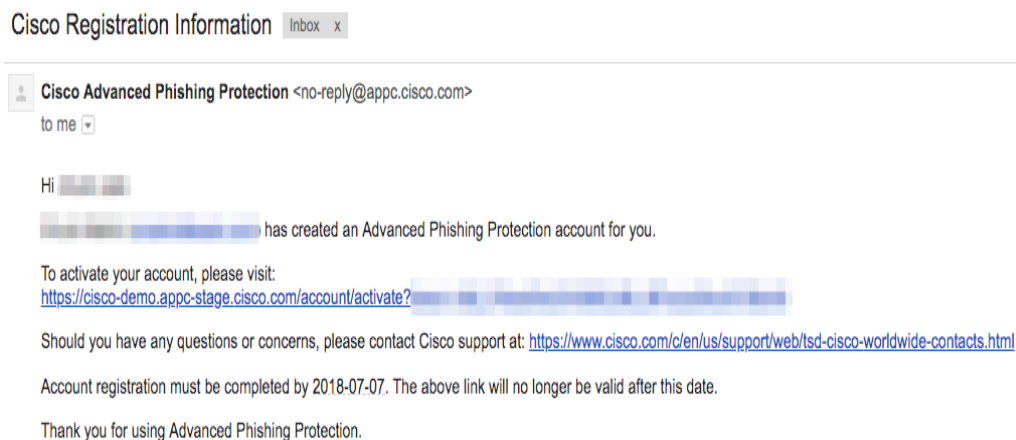 Cisco Registration Information Inbox x
Cisco Advanced Phishing Protection <no-reply@appc.cisco.com>
to me
Hi
has created an Advanced Phishing Protection account for you.
To activate your account, please visit:
https://cisco-demo.appc-stage.cisco.com/account/activate?
Should you have any questions or concerns, please contact Cisco support at: https://www.cisco.com/c/en/us/support/web/tsd-cisco-worldwide-contacts.html
Account registration must be completed by 2018-07-07. The above link will no longer be valid after this date.
Thank you for using Advanced Phishing Protection.